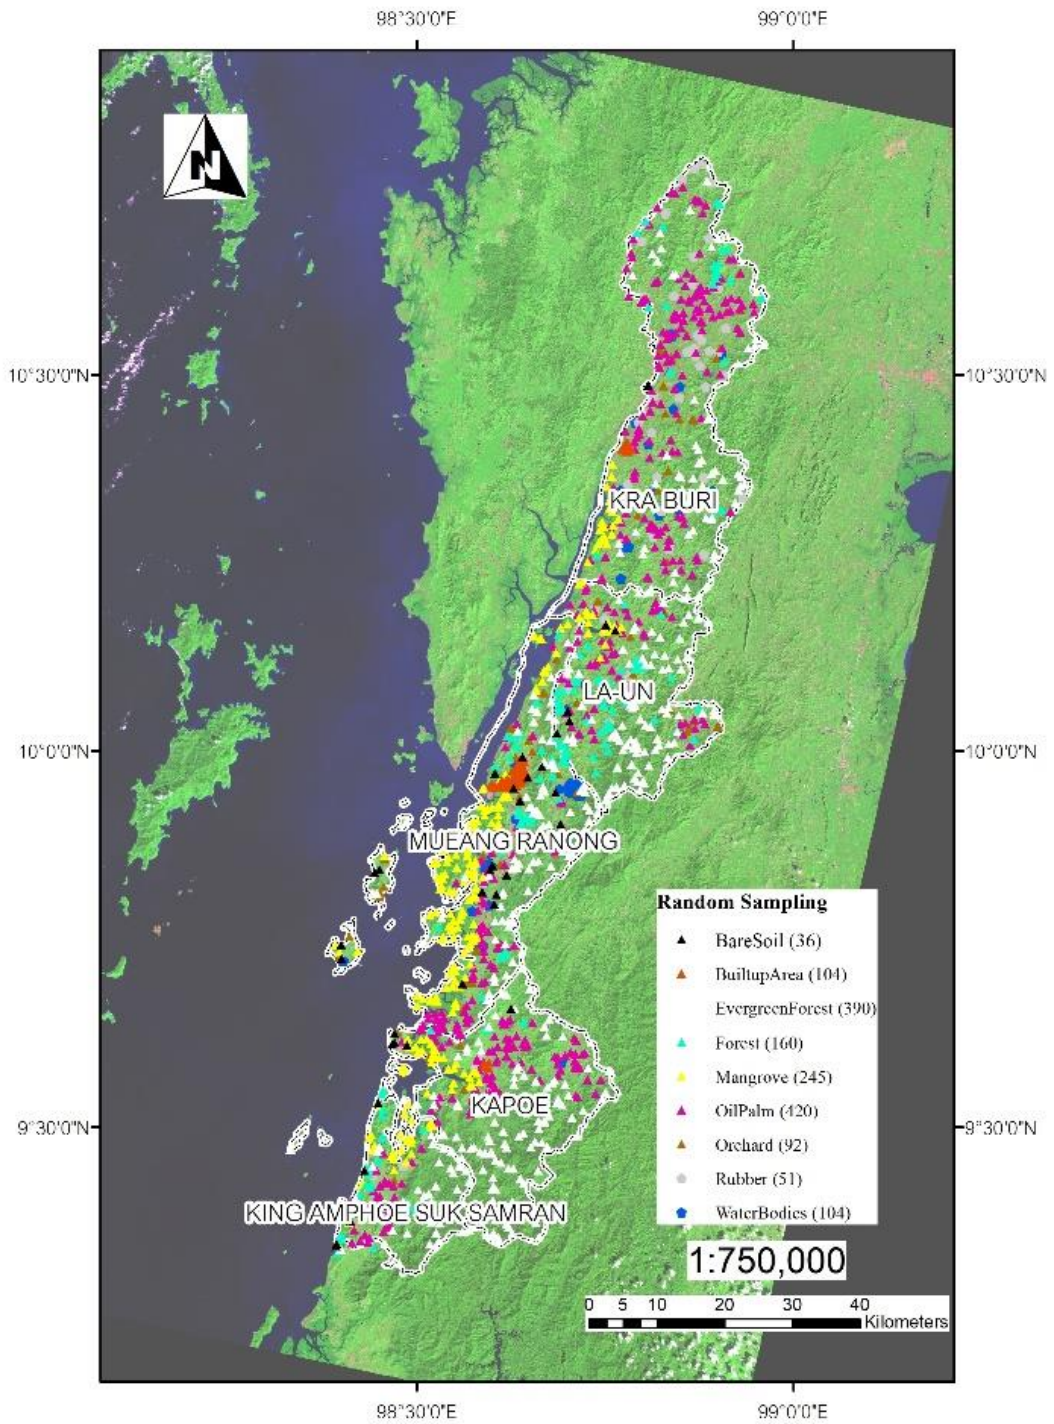 98°30'0"E 99°0'0"E
N
10°30'0"N 10°30'0"N
KRA BURI
LA-UN
10°0'0"N 10°0'0"N
MUEANG RANONG
Random Sampling
BareSoil (36)
BuiltupArea (104)
EvergreenForest (390)
Forest (160)
Mangrove (245)
OilPalm (420)
KAPOE
9°30'0"N 9°30'0"N
Orchard (92)
Rubber (51)
KING AMPHOE SUK SAMRAN
WaterBodies (104)
1:750,000
0 5 10 20 30 40
Kilometers
98°30'0"E 99°0'0"E